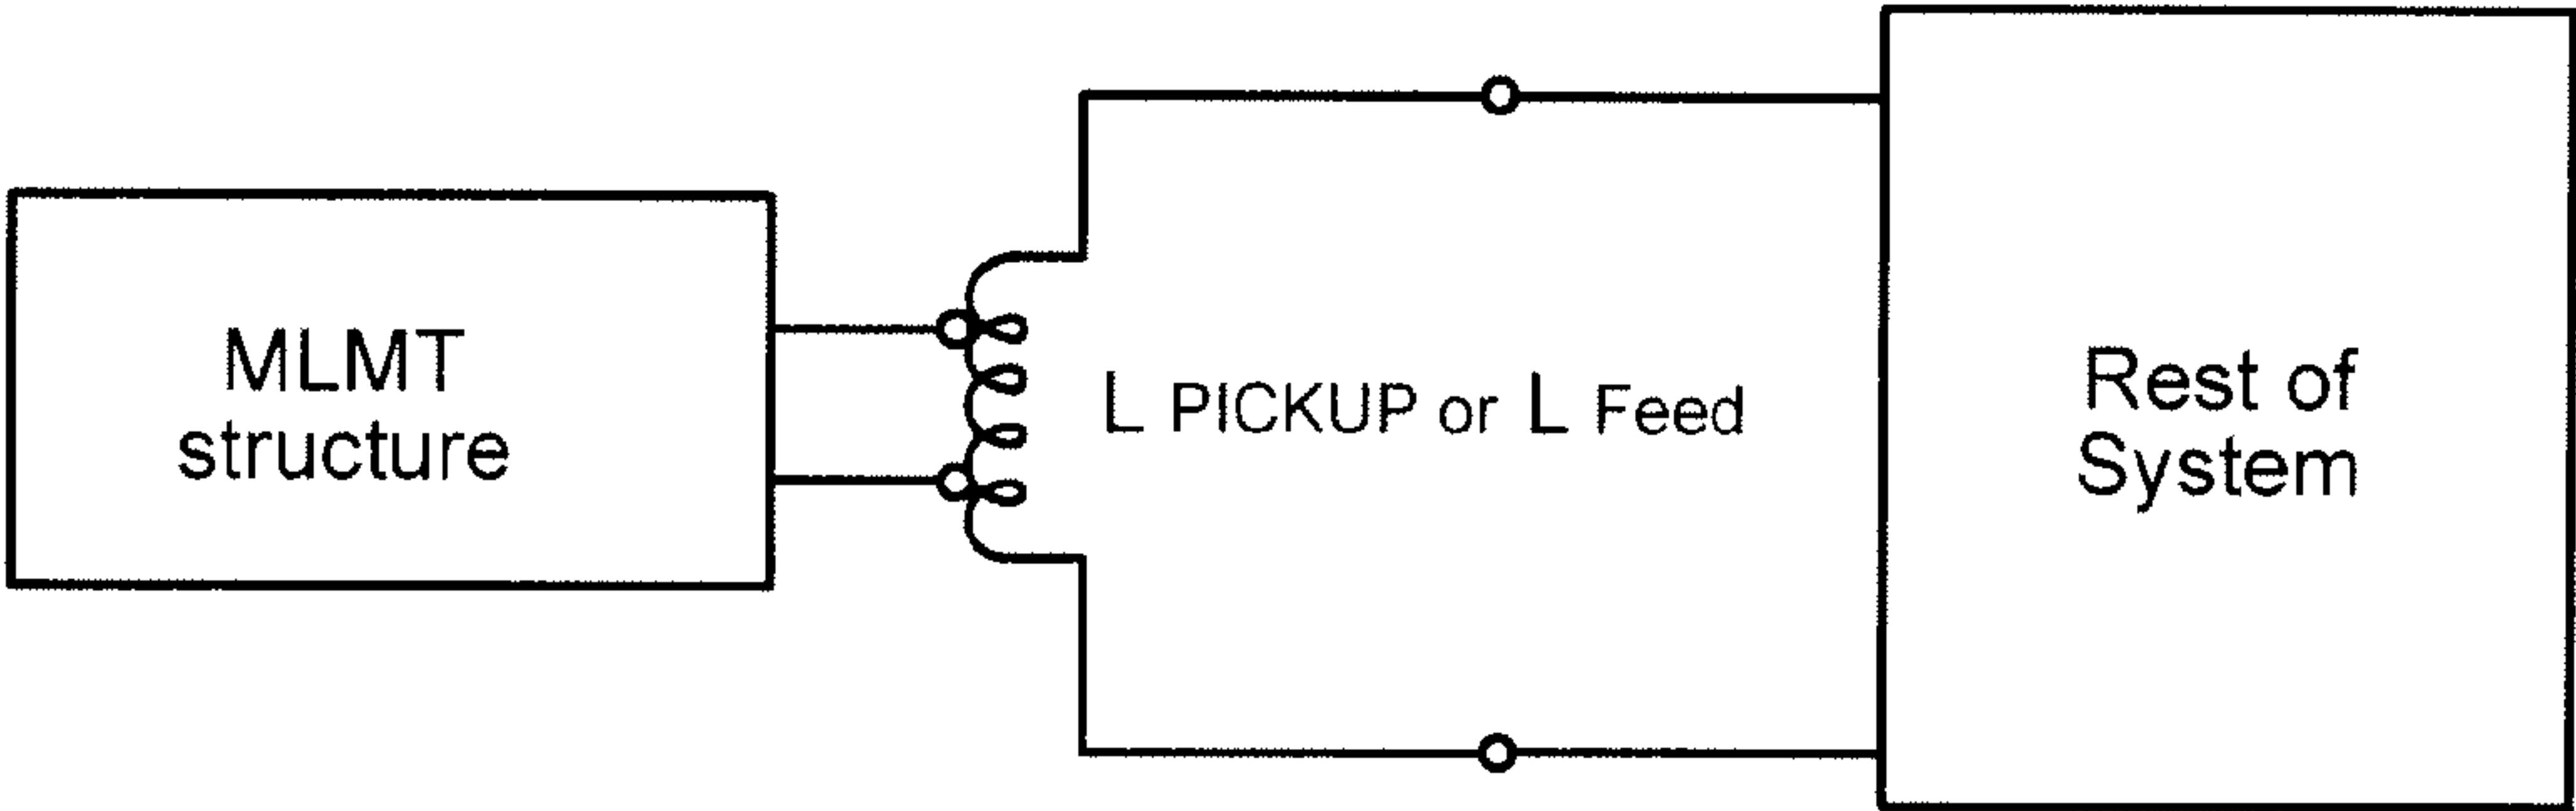 MLMT
structure
L PICKUP or L Feed
Rest of
System